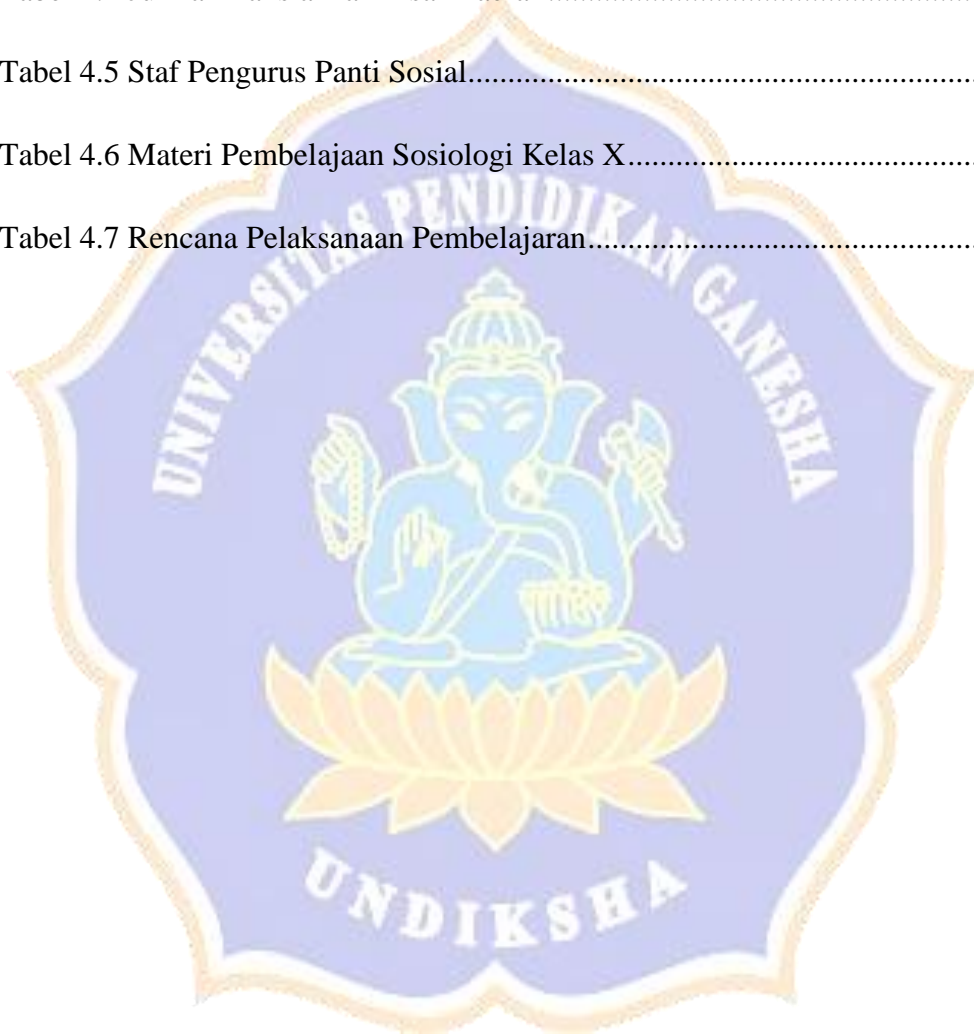 Tabel 4.5 Staf Pengurus Panti Sosial................................................................
Tabel 4.6 Materi Pembelajaan Sosiologi Kelas X............................................
Tabel 4.7 Rencana Pelaksanaan Pembelajaran.................................................
UNIVERSITAS PENDIDIKAN GANESHA
UNDIKSHA